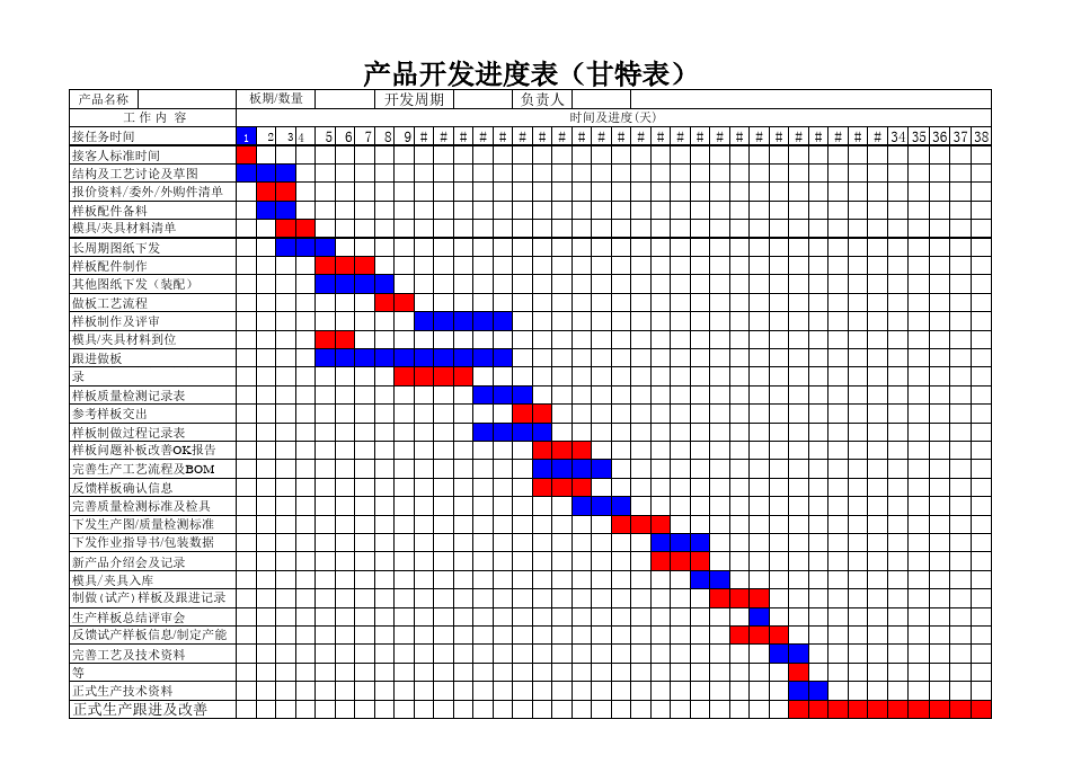 产品开发进度表（甘特表）
产品名称 板期/数量 开发周期 负责人
工 作 内 容 时间及进度(天)
接任务时间 1 2 3 4 5 6 7 8 9 # # # # # # # # # # # # # # # # # # # # # # # # 34 35 36 37 38
接客人标准时间
结构及工艺讨论及草图
报价资料/委外/外购件清单
样板配件备料
模具/夹具材料清单
长周期图纸下发
样板配件制作
其他图纸下发（装配）
做板工艺流程
样板制作及评审
模具/夹具材料到位
跟进做板
录
样板质量检测记录表
参考样板交出
样板制做过程记录表
样板问题补板改善OK报告
完善生产工艺流程及BOM
反馈样板确认信息
完善质量检测标准及检具
下发生产图/质量检测标准
下发作业指导书/包装数据
新产品介绍会及记录
模具/夹具入库
制做(试产)样板及跟进记录
生产样板总结评审会
反馈试产样板信息/制定产能
完善工艺及技术资料
等
正式生产技术资料
正式生产跟进及改善